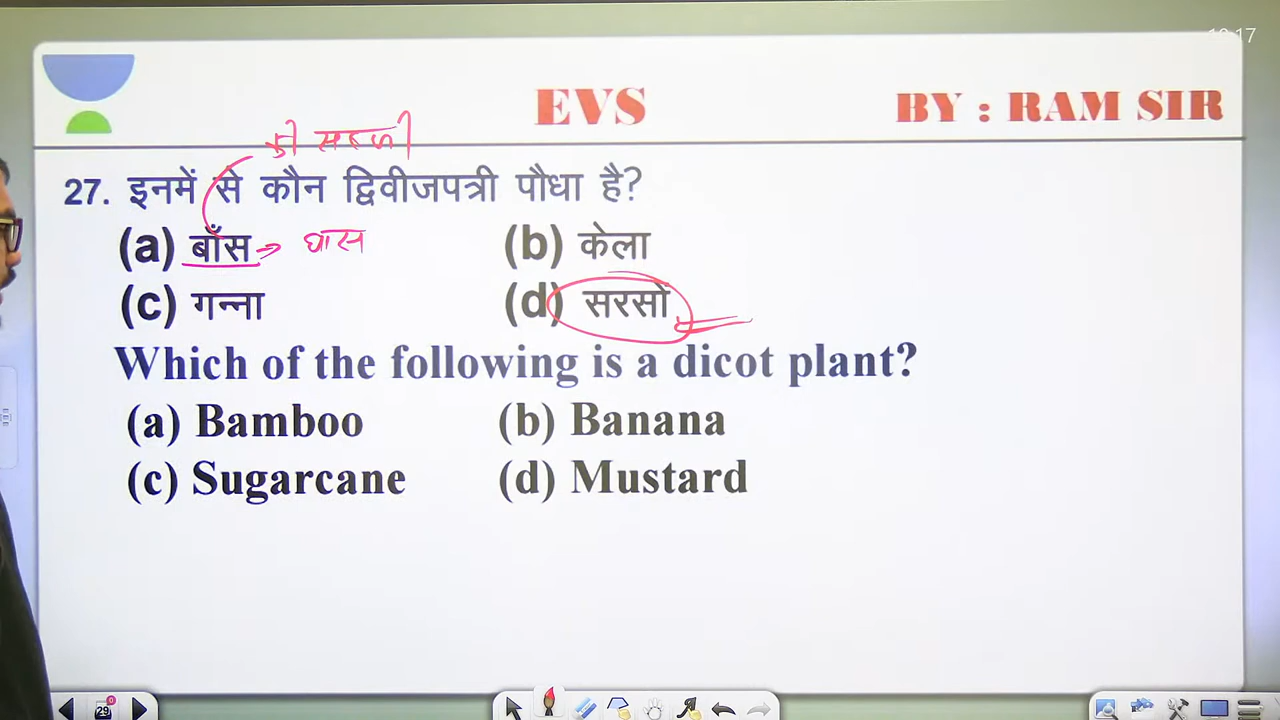 EVS BY : RAM SIR
27. इनमें से कौन द्विवीजपत्री पौधा है?
(a) बाँस → घास (b) केला
(c) गन्ना (d) सरसो
Which of the following is a dicot plant?
(a) Bamboo (b) Banana
(c) Sugarcane (d) Mustard
29